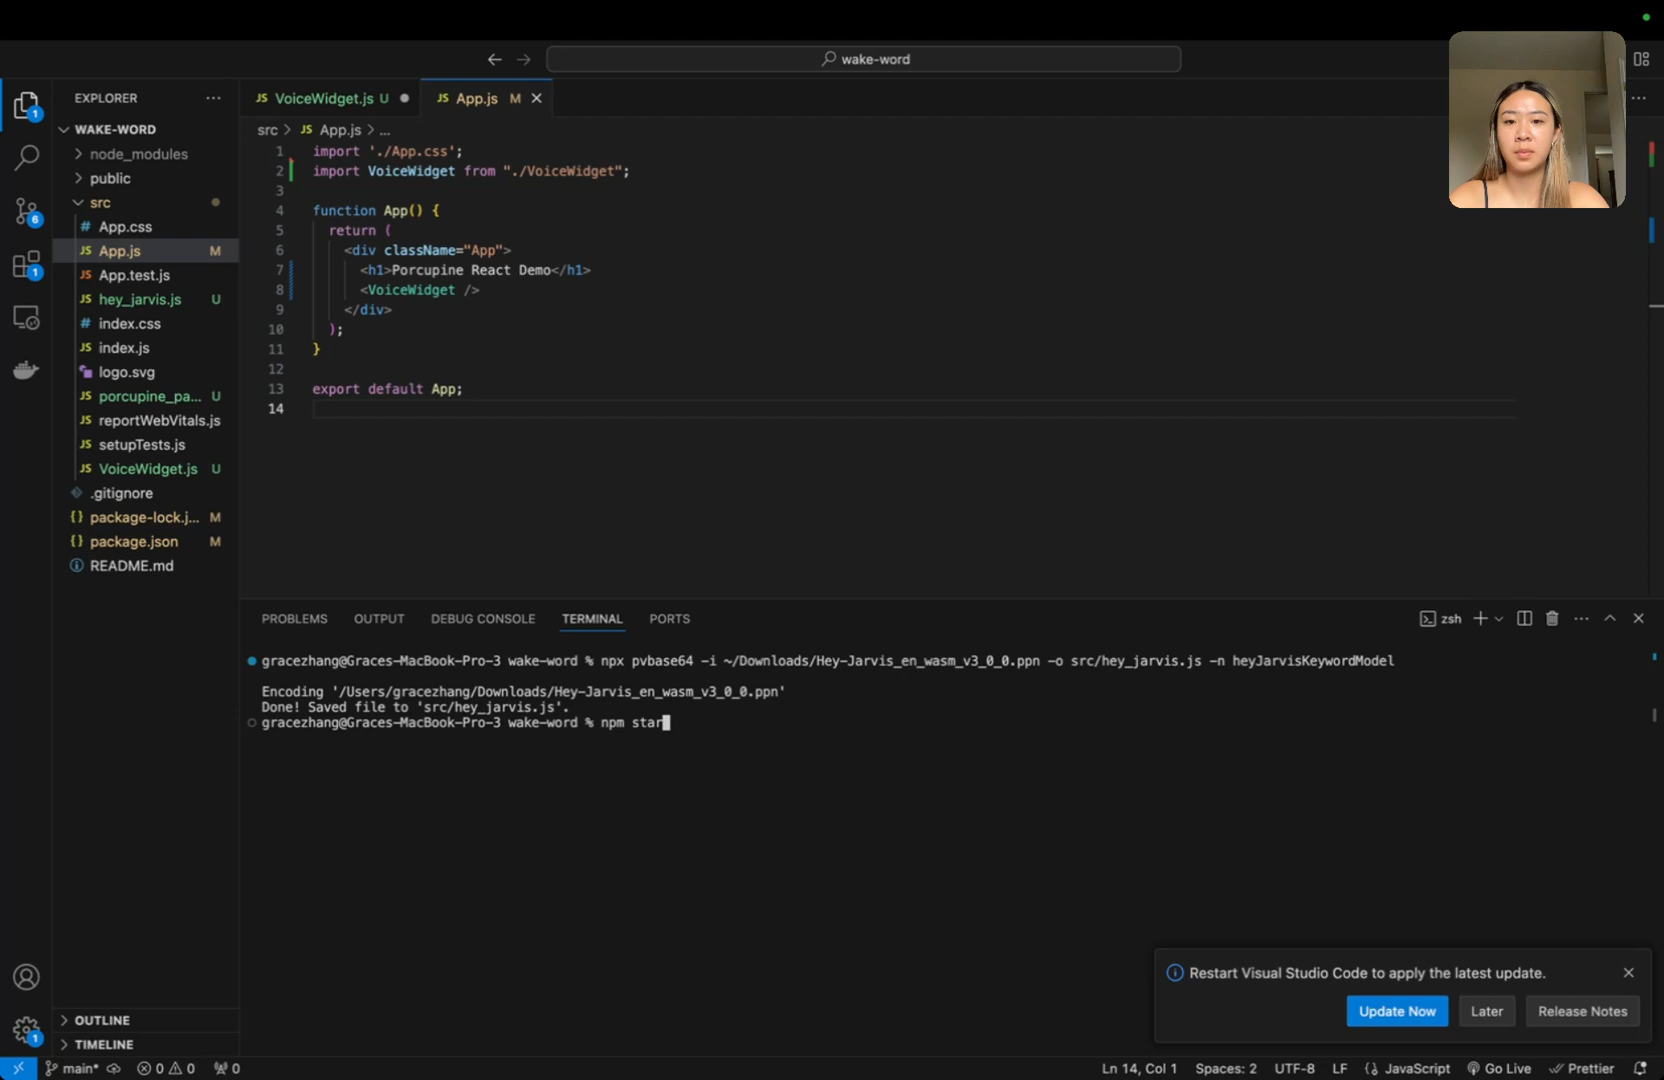 wake-word
EXPLORER
WAKE-WORD
node_modules
public
src
App.css
App.js M
App.test.js
hey_jarvis.js U
index.css
index.js
logo.svg
porcupine_pa... U
reportWebVitals.js
setupTests.js
VoiceWidget.js U
.gitignore
package-lock.j... M
package.json M
README.md
OUTLINE
TIMELINE
1
6
1
1
JS VoiceWidget.js U
JS App.js M
src > JS App.js > ...
1 import './App.css';
2 import VoiceWidget from "./VoiceWidget";
3
4 function App() {
5 return (
6 <div className="App">
7 <h1>Porcupine React Demo</h1>
8 <VoiceWidget />
9 </div>
10 );
11 }
12
13 export default App;
14
PROBLEMS OUTPUT DEBUG CONSOLE TERMINAL PORTS
zsh
gracezhang@Graces-MacBook-Pro-3 wake-word % npx pvbase64 -i ~/Downloads/Hey-Jarvis_en_wasm_v3_0_0.ppn -o src/hey_jarvis.js -n heyJarvisKeywordModel
Encoding '/Users/gracezhang/Downloads/Hey-Jarvis_en_wasm_v3_0_0.ppn'
Done! Saved file to 'src/hey_jarvis.js'.
gracezhang@Graces-MacBook-Pro-3 wake-word % npm star
Restart Visual Studio Code to apply the latest update.
Update Now Later Release Notes
main* 0 0 0
Ln 14, Col 1 Spaces: 2 UTF-8 LF {} JavaScript Go Live Prettier